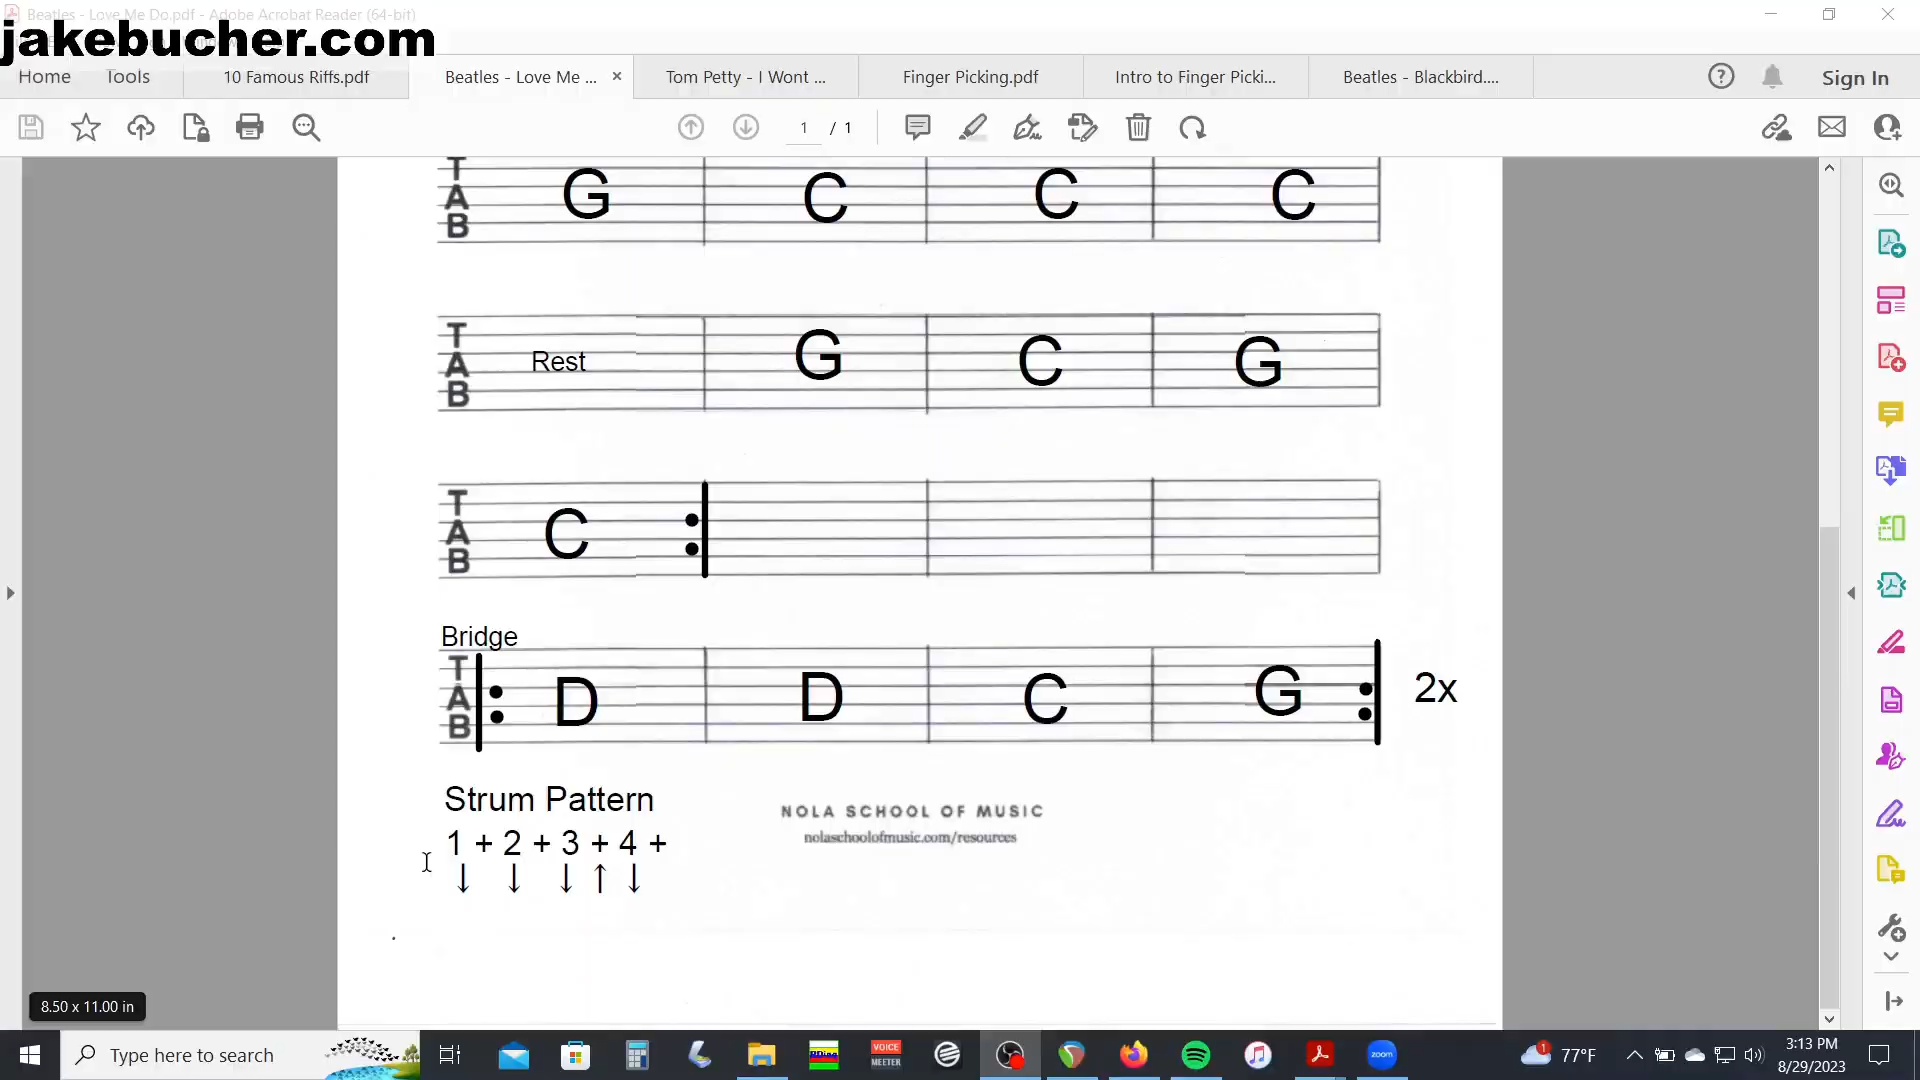 Beatles - Love Me Do.pdf - Adobe Acrobat Reader (64-bit)
jakebucher.com
Home Tools 10 Famous Riffs.pdf Beatles - Love Me ... × Tom Petty - I Wont ... Finger Picking.pdf Intro to Finger Picki... Beatles - Blackbird.... Sign In
1 / 1
T
A
B
G C C C
T
A
B
Rest G C G
T
A
B
C
Bridge
T
A
B
D D C G 2x
Strum Pattern
1 + 2 + 3 + 4 +
↓ ↓ ↓ ↑ ↓
NOLA SCHOOL OF MUSIC
nolaschoolofmusic.com/resources
8.50 x 11.00 in
Type here to search
VOICE
MEETER
zoom
1
77°F
3:13 PM
8/29/2023